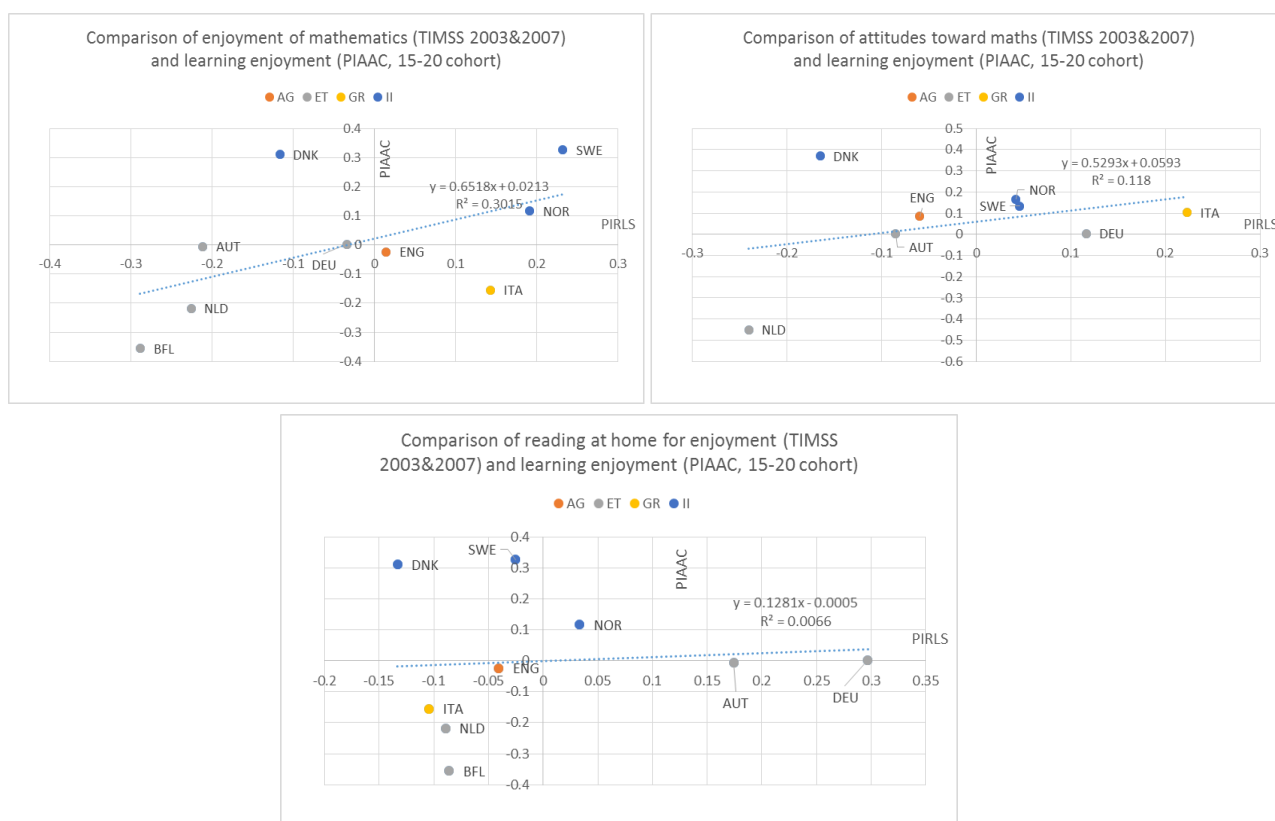 Comparison of enjoyment of mathematics (TIMSS 2003&2007)
and learning enjoyment (PIAAC, 15-20 cohort)
AG ET GR II
0.4
PIAAC
DNK
0.3
SWE
0.2
y = 0.6518x + 0.0213
R² = 0.3015
NOR
0.1
PIRLS
AUT
0
DEU
ENG
-0.4 -0.3 -0.2 -0.1 0 0.1 0.2 0.3
-0.1
ITA
-0.2
NLD
-0.3
BFL
-0.4
Comparison of attitudes toward maths (TIMSS 2003&2007)
and learning enjoyment (PIAAC, 15-20 cohort)
AG ET GR II
0.5
PIAAC
0.4
DNK
0.3
y = 0.5293x + 0.0593
R² = 0.118
0.2
NOR
ENG
SWE
0.1
ITA
PIRLS
0
AUT
DEU
-0.3 -0.2 -0.1 0 0.1 0.2 0.3
-0.1
-0.2
-0.3
-0.4
NLD
-0.5
-0.6
Comparison of reading at home for enjoyment (TIMSS
2003&2007) and learning enjoyment (PIAAC, 15-20 cohort)
AG ET GR II
0.4
SWE
PIAAC
DNK
0.3
0.2
y = 0.1281x - 0.0005
R² = 0.0066
NOR
0.1
PIRLS
0
ENG
-0.2 -0.15 -0.1 -0.05 0 0.05 0.1 0.15 0.2 0.25 0.3 0.35
AUT
DEU
-0.1
ITA
-0.2
NLD
-0.3
BFL
-0.4